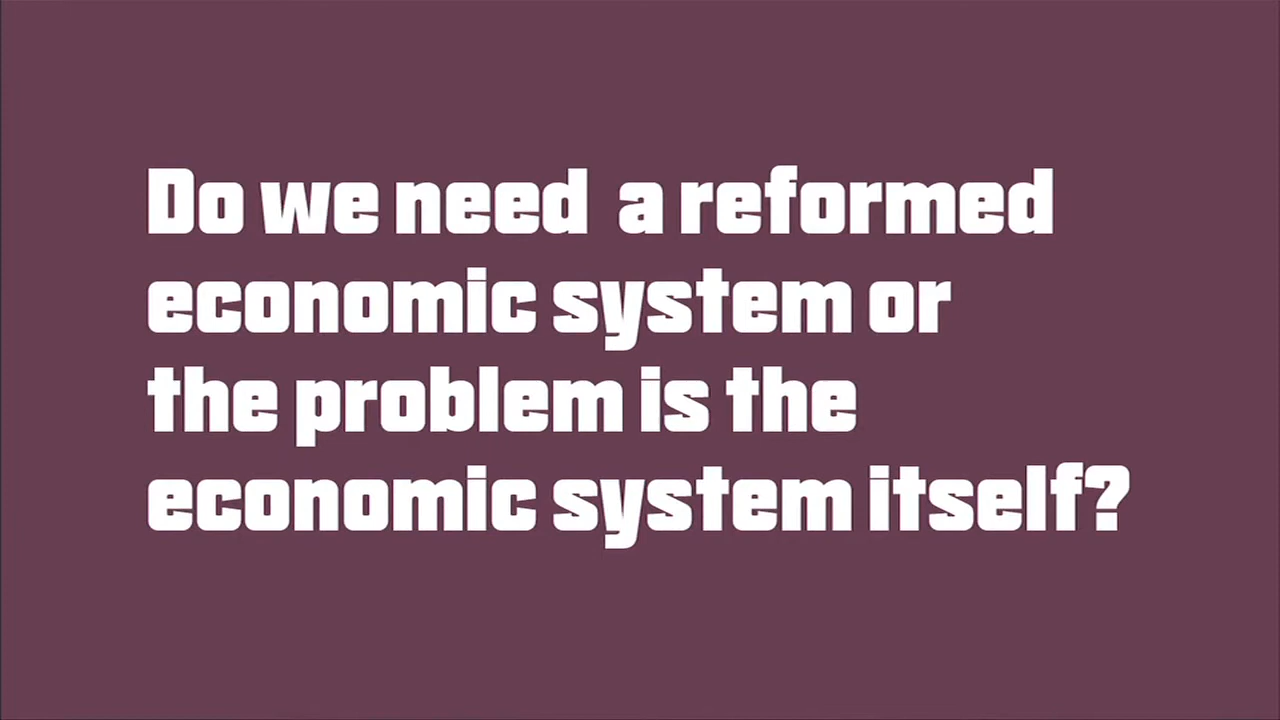 Do we need  a reformed
economic system or
the problem is the
economic system itself?